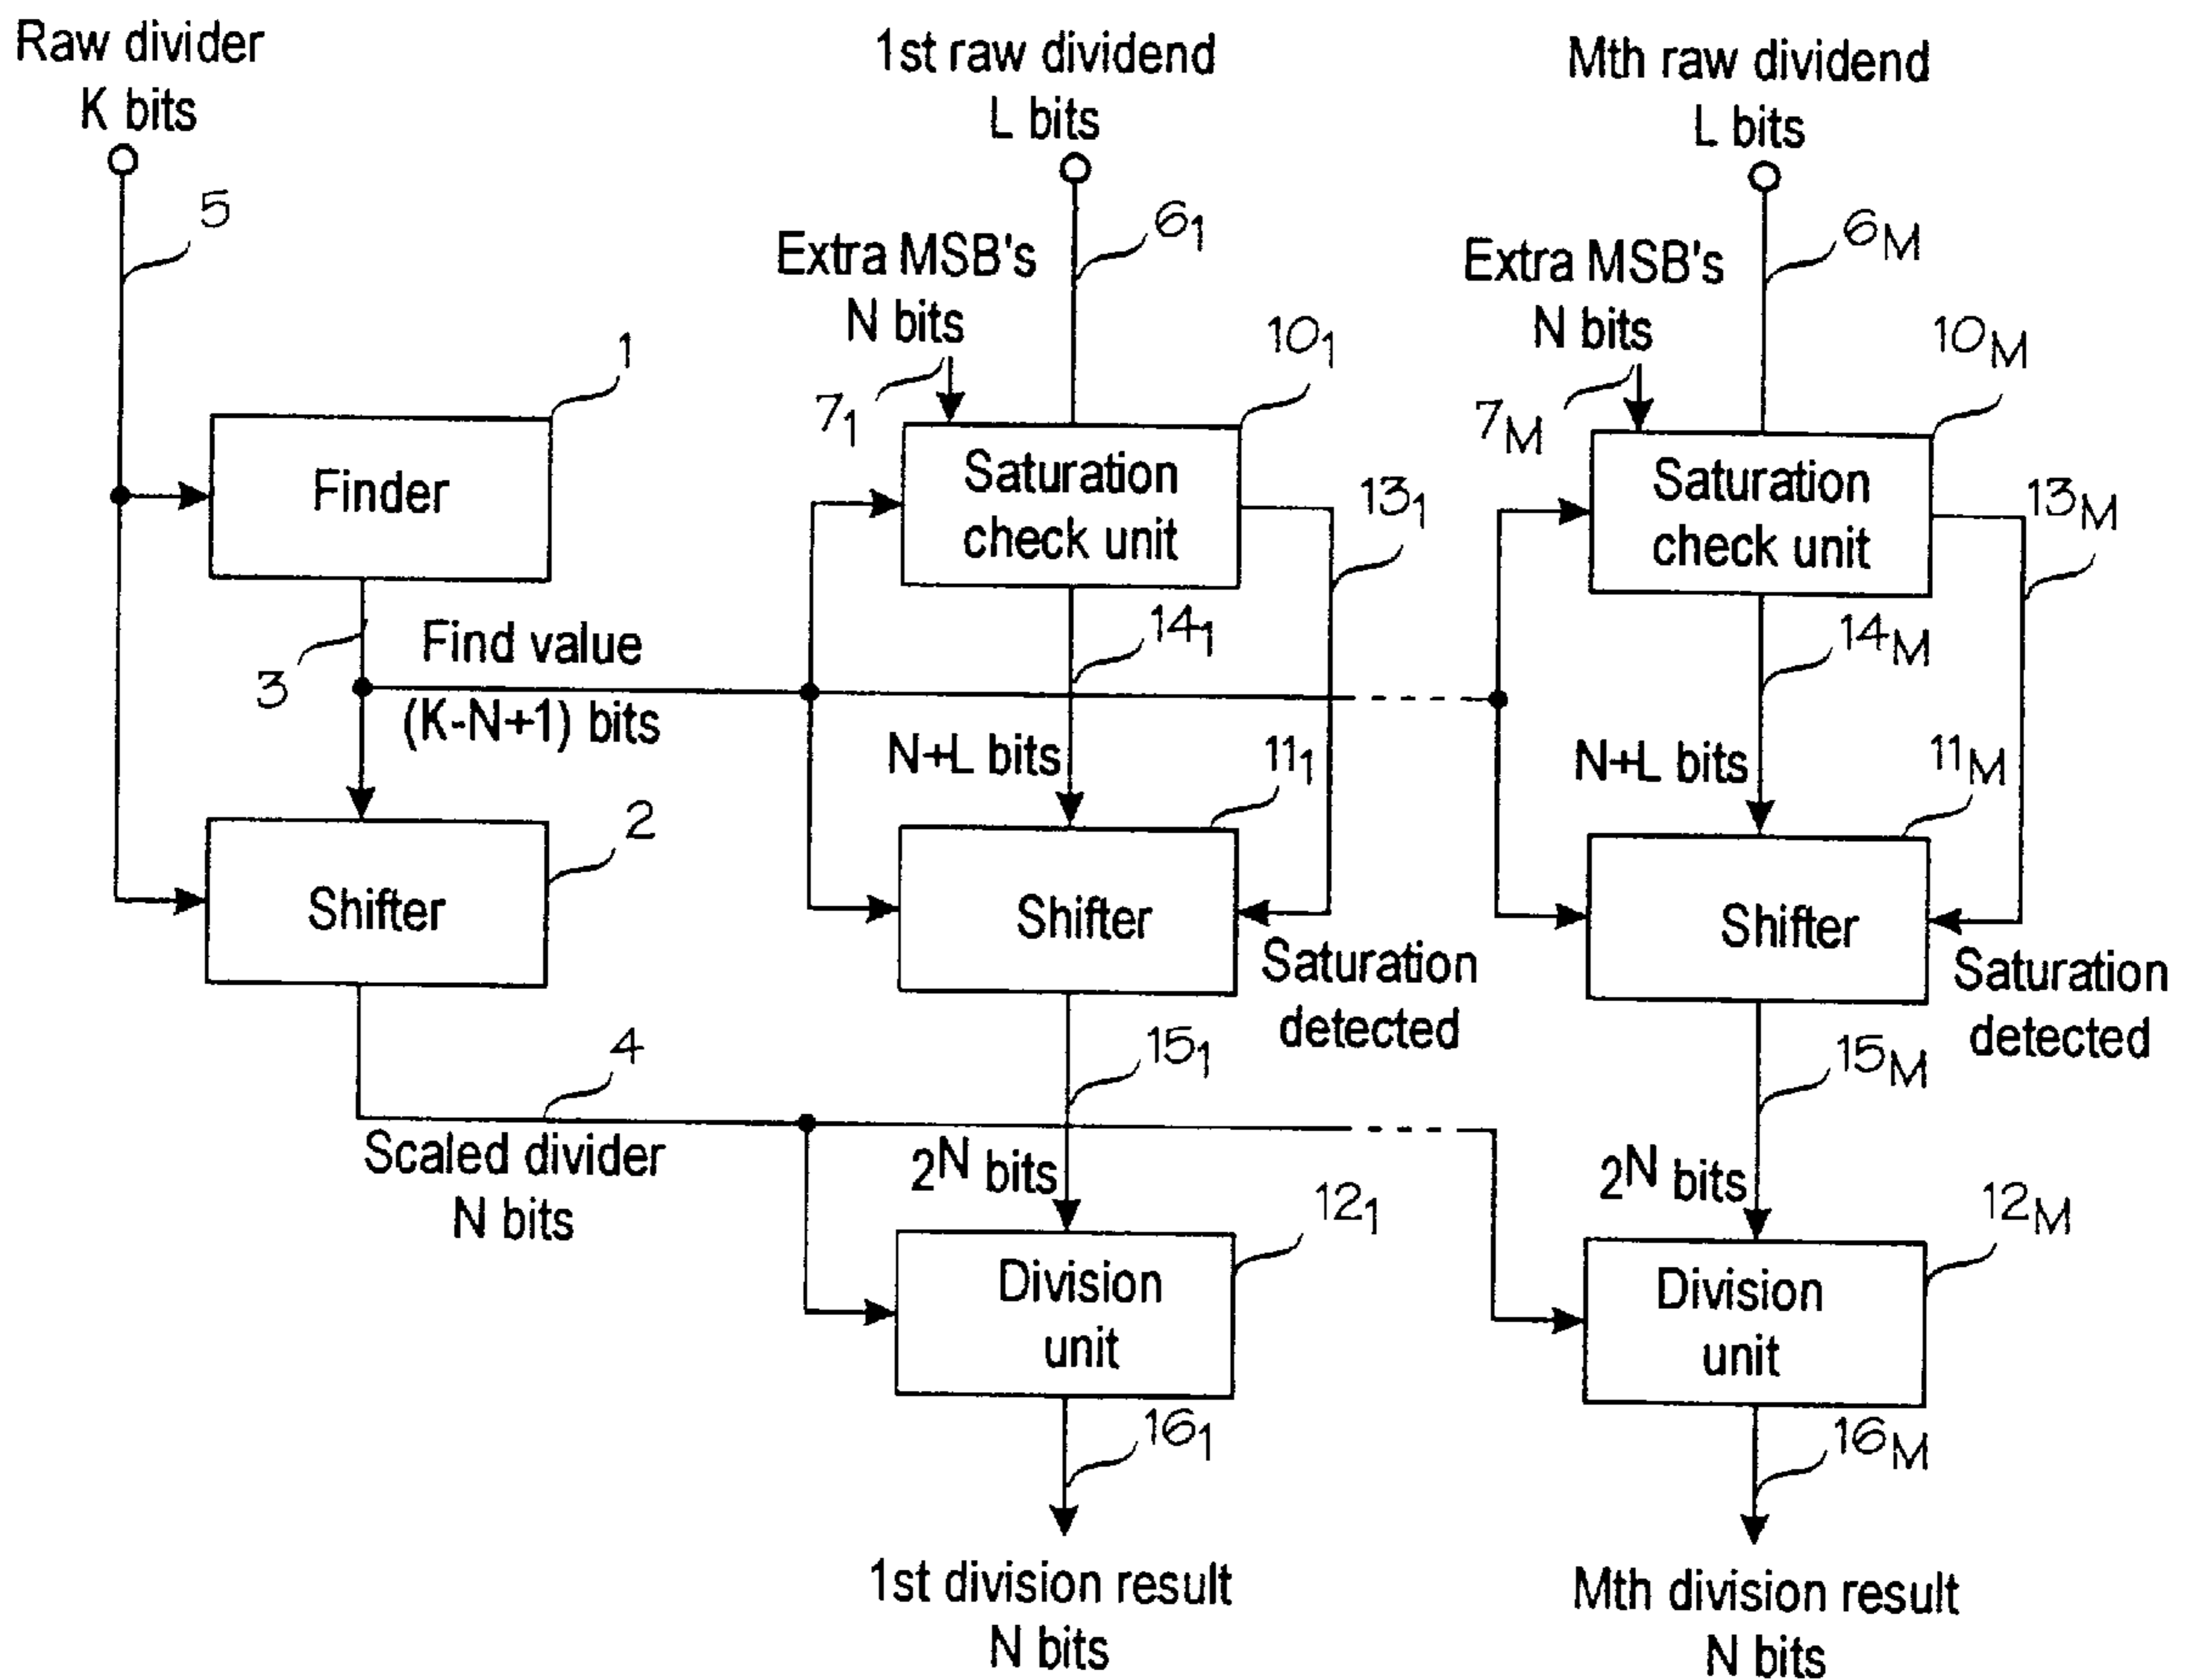 Raw divider
K bits
1st raw dividend
L bits
Mth raw dividend
L bits
5
6₁
6M
Extra MSB's
N bits
Extra MSB's
N bits
1
7₁
10₁
7M
10M
Finder
Saturation
check unit
13₁
Saturation
check unit
13M
3
Find value
(K-N+1) bits
14₁
14M
N+L bits
11₁
N+L bits
11M
2
Shifter
Shifter
Saturation
detected
Shifter
Saturation
detected
4
Scaled divider
N bits
15₁
15M
2N bits
12₁
2N bits
12M
Division
unit
Division
unit
16₁
16M
1st division result
N bits
Mth division result
N bits